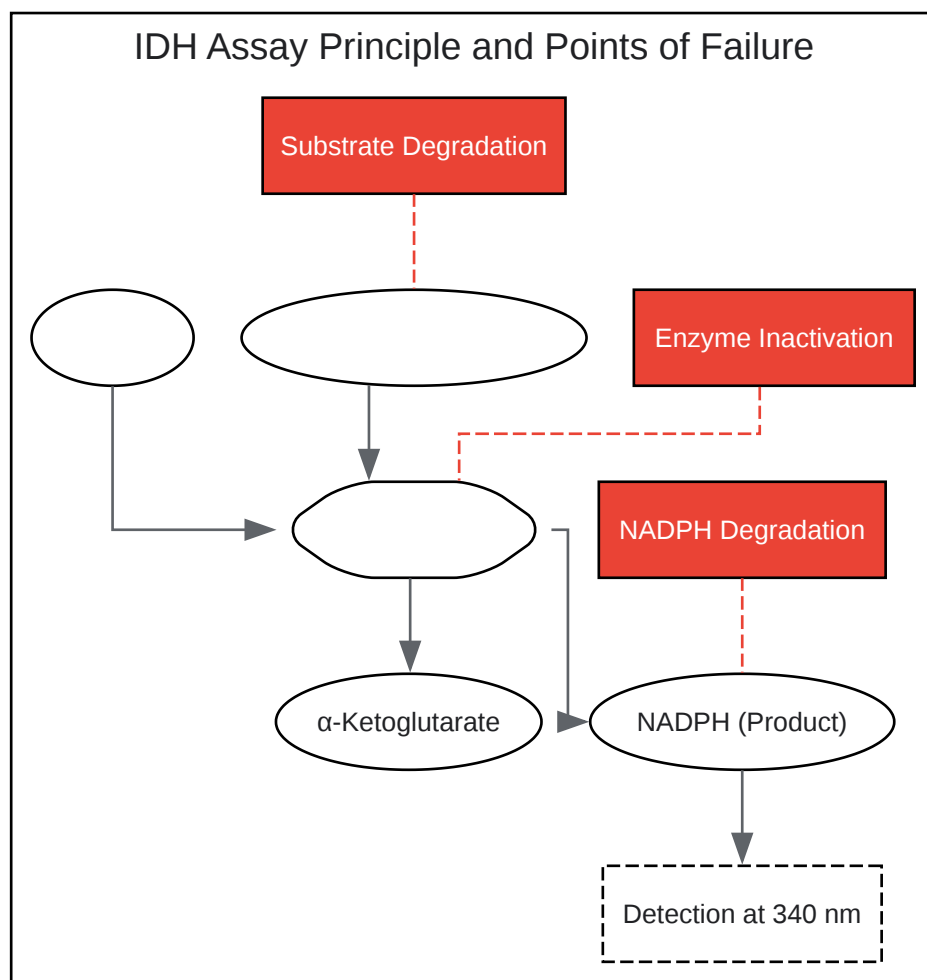 IDH Assay Principle and Points of Failure
Substrate Degradation
Enzyme Inactivation
NADPH Degradation
α-Ketoglutarate
NADPH (Product)
Detection at 340 nm